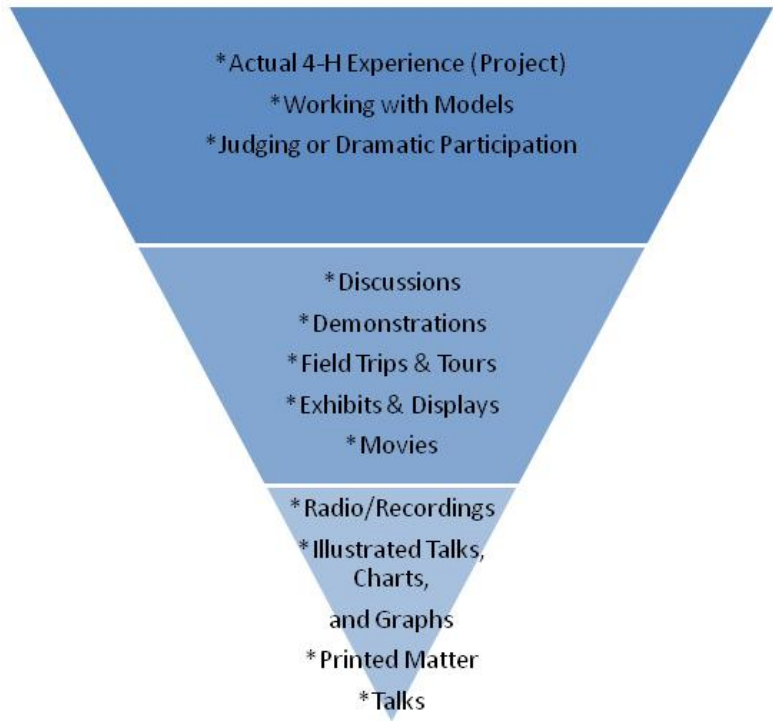 *Actual 4-H Experience (Project)
*Working with Models
*Judging or Dramatic Participation
*Discussions
*Demonstrations
*Field Trips & Tours
*Exhibits & Displays
*Movies
*Radio/Recordings
*Illustrated Talks,
Charts,
and Graphs
*Printed Matter
*Talks